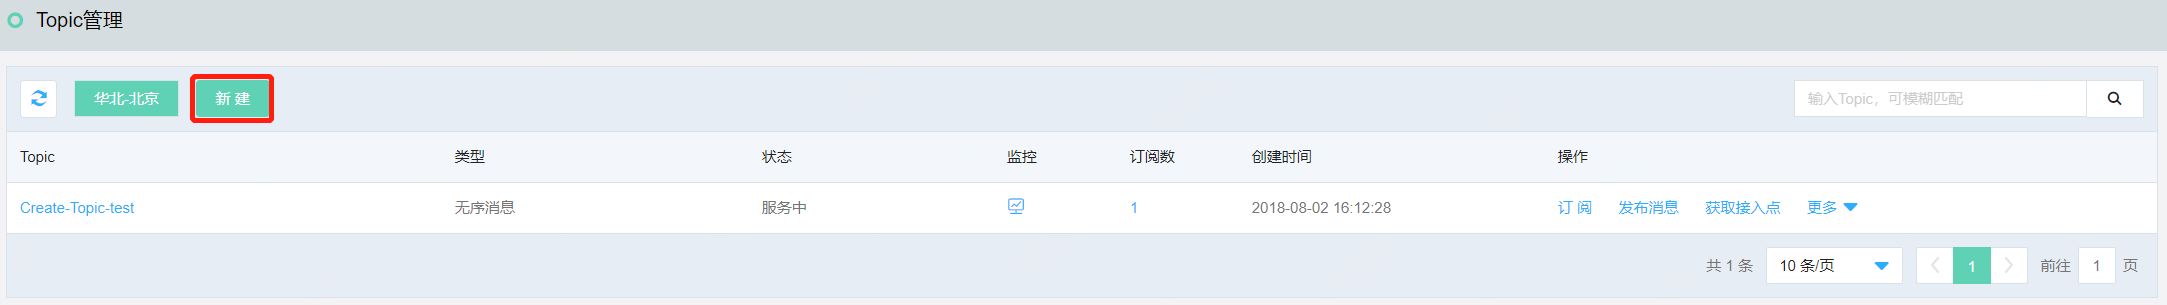 Topic管理
华北-北京 新 建 输入Topic，可模糊匹配
Topic 类型 状态 监控 订阅数 创建时间 操作
Create-Topic-test 无序消息 服务中 1 2018-08-02 16:12:28 订 阅 发布消息 获取接入点 更多
共 1 条 10 条/页 1 前往 1 页